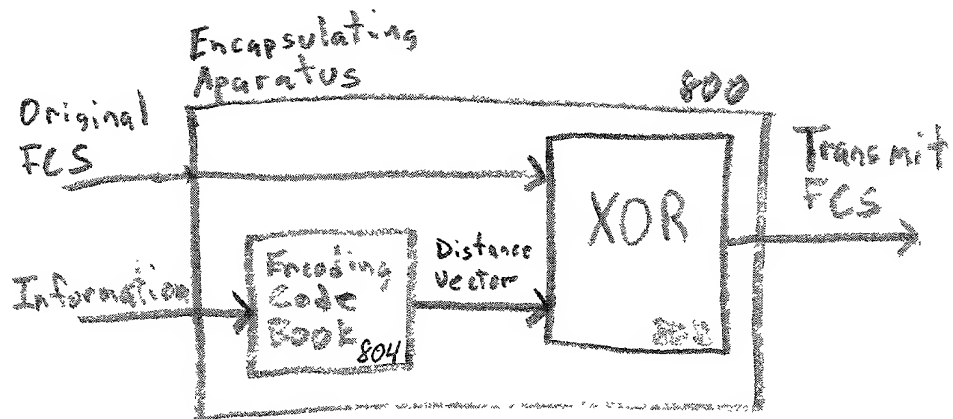 Encapsulating
Aparatus
800
Original
FCS
XOR
Transmit
FCS
Information
Encoding
Code
Book
804
Distance
Vector